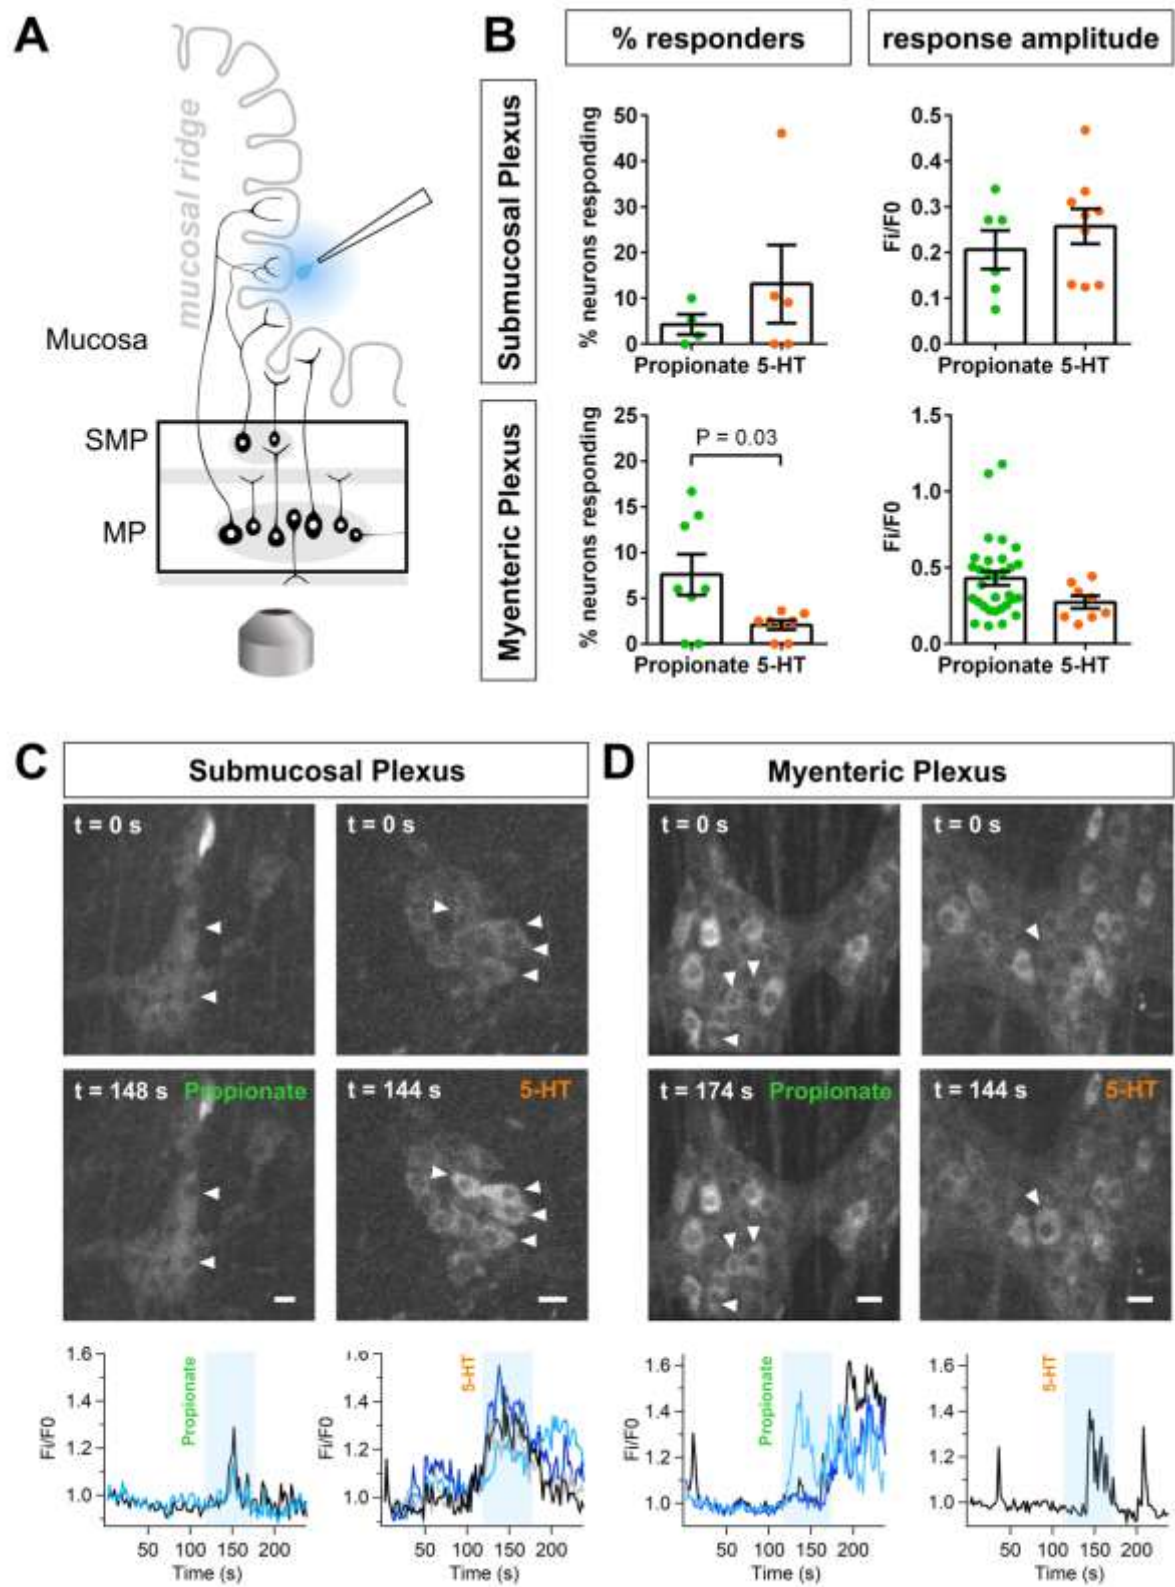 A
mucosal ridge
Mucosa
SMP
MP
B
% responders
response amplitude
Submucosal Plexus
% neurons responding
50
40
30
20
10
0
Propionate 5-HT
Fi/F0
0.5
0.4
0.3
0.2
0.1
0.0
Propionate 5-HT
Myenteric Plexus
% neurons responding
25
20
15
10
5
0
P = 0.03
Propionate 5-HT
Fi/F0
1.5
1.0
0.5
0.0
Propionate 5-HT
C
Submucosal Plexus
t = 0 s
t = 0 s
t = 148 s Propionate
t = 144 s 5-HT
Fi/F0
1.6
1.4
1.2
1.0
Propionate
50 100 150 200
Time (s)
1.6
1.4
1.2
1.0
5-HT
50 100 150 200
Time (s)
D
Myenteric Plexus
t = 0 s
t = 0 s
t = 174 s Propionate
t = 144 s 5-HT
Fi/F0
1.6
1.4
1.2
1.0
Propionate
50 100 150 200
Time (s)
Fi/F0
1.6
1.4
1.2
1.0
5-HT
50 100 150 200
Time (s)